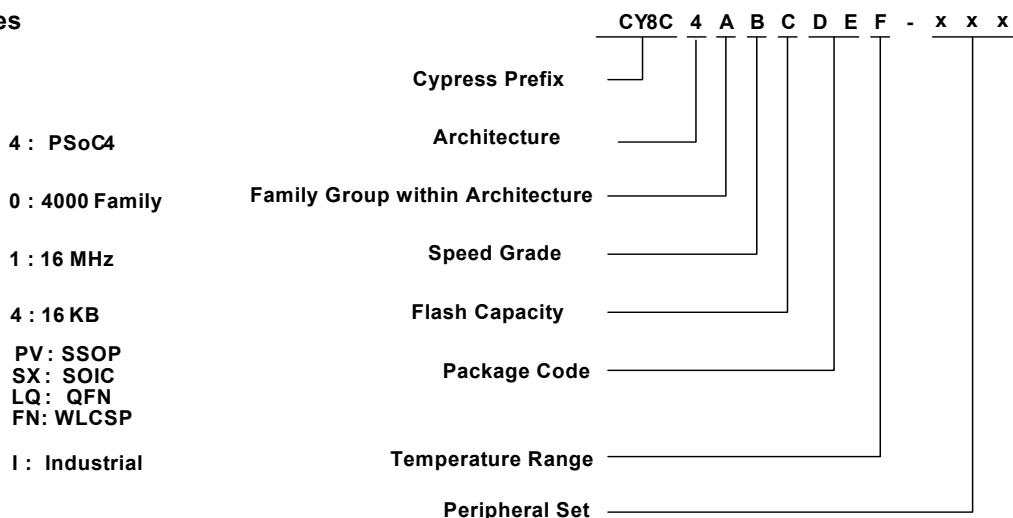 es
CY8C 4 A B C D E F - x x x
Cypress Prefix
4 : PSoC4 Architecture
0 : 4000 Family Family Group within Architecture
1 : 16 MHz Speed Grade
4 : 16 KB Flash Capacity
PV : SSOP
SX : SOIC
LQ : QFN
FN: WLCSP
Package Code
I : Industrial Temperature Range
Peripheral Set